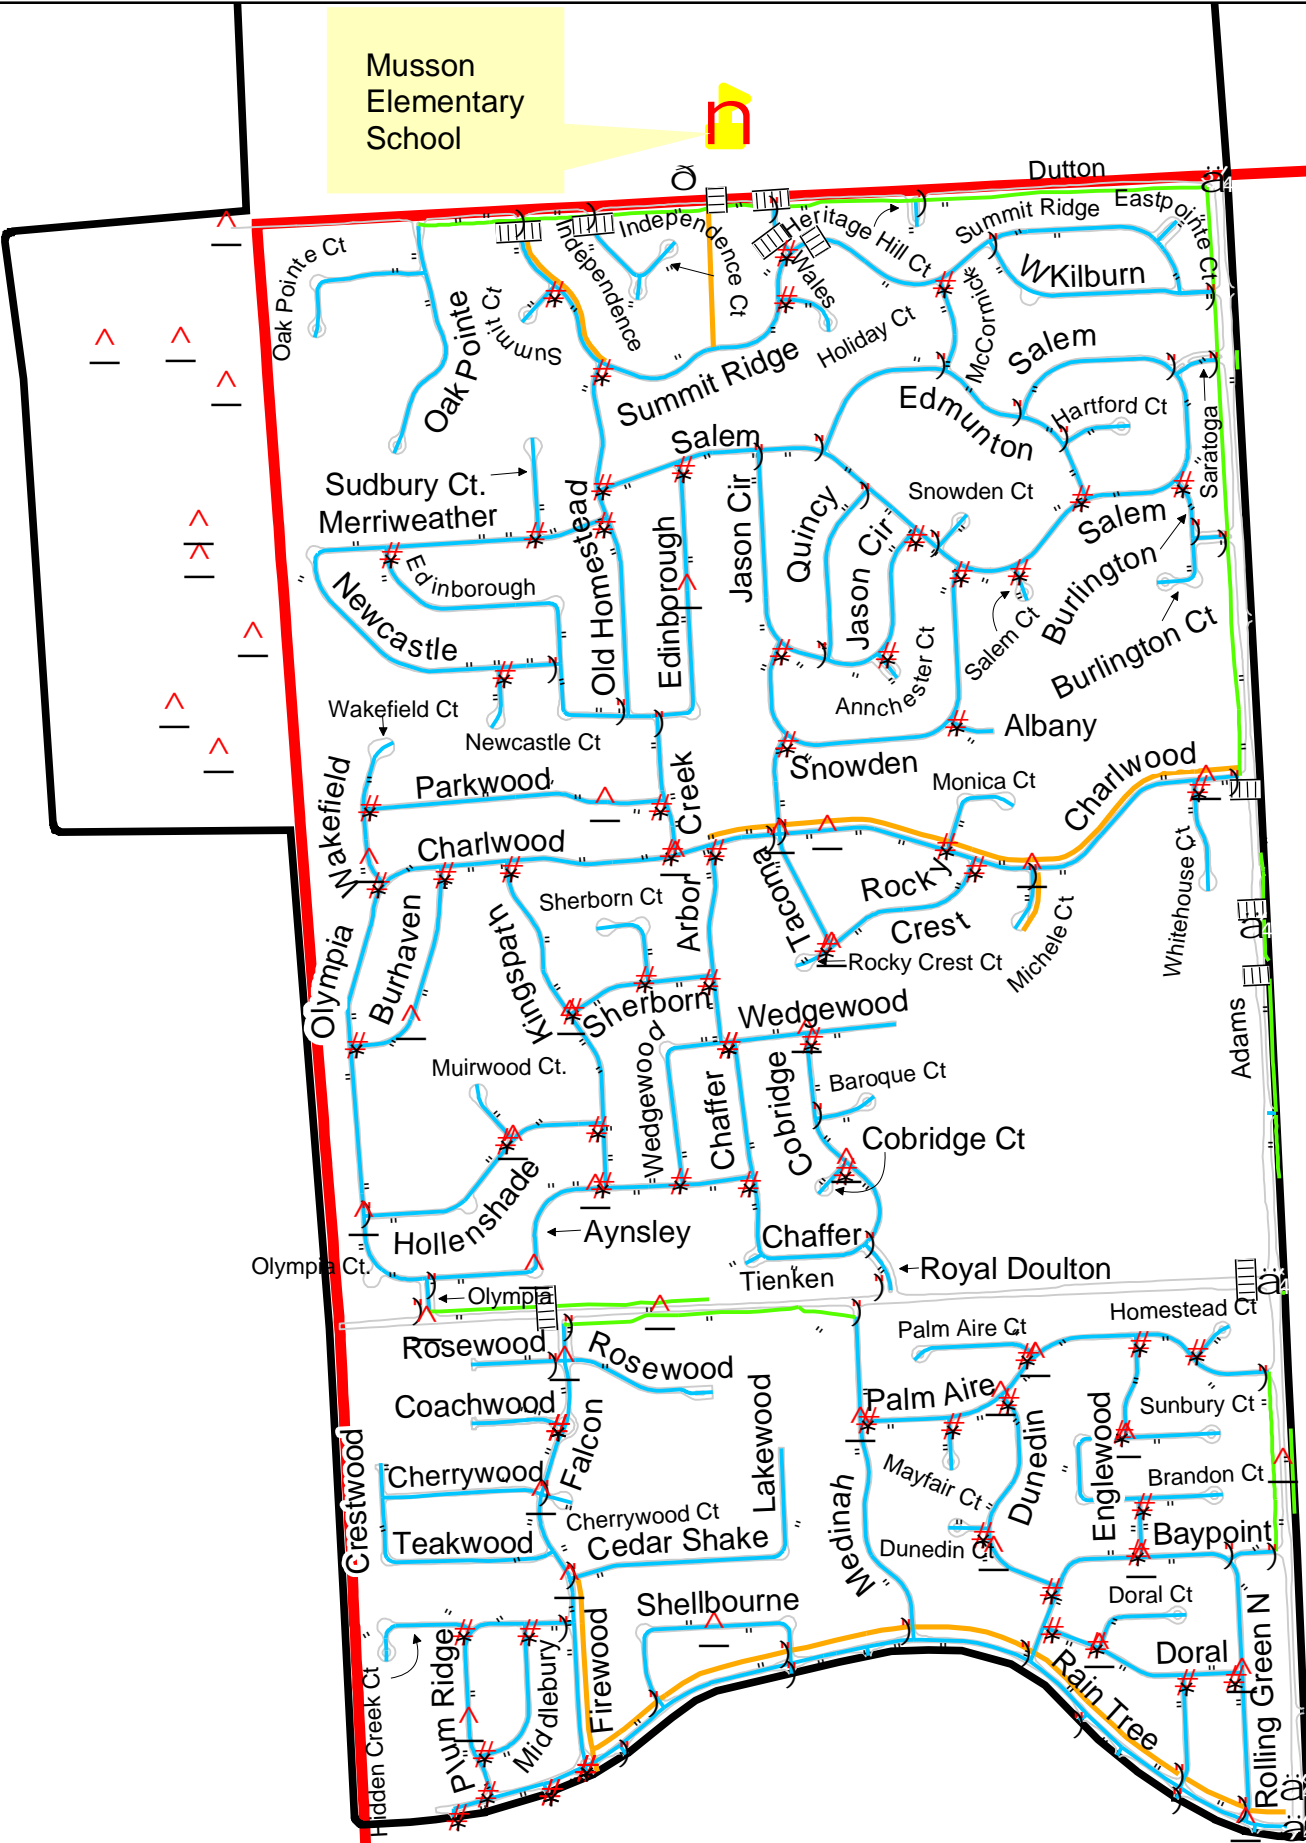 Musson
Elementary
School
n
Dutton
Oak Pointe Ct
Oak Pointe
Summit Ct
Independence
Independence Ct
Heritage Hill Ct
Summit Ridge
Eastpointe Ct
W Kilburn
Wales
Holiday Ct
McCormick
Summit Ridge
Salem
Edmunton
Hartford Ct
Saratoga
Salem
Sudbury Ct.
Merriweather
Old Homestead
Edinborough
Edinborough
Jason Cir
Quincy
Jason Cir
Snowden Ct
Salem
Burlington
Burlington Ct
Salem Ct
Newcastle
Annchester Ct
Wakefield Ct
Newcastle Ct
Albany
Snowden
Wakefield
Parkwood
Creek
Monica Ct
Charlwood
Charlwood
Whitehouse Ct
Sherborn Ct
Arbor
Tacoma
Rocky
Crest
Rocky Crest Ct
Michele Ct
Olympia
Burhaven
Kingspath
Sherborn
Wedgewood
Wedgewood
Adams
Muirwood Ct.
Chaffer
Cobridge
Baroque Ct
Cobridge Ct
Hollenshade
Aynsley
Chaffer
Olympia Ct.
Olympia
Tienken
Royal Doulton
Rosewood
Rosewood
Palm Aire Ct
Homestead Ct
Coachwood
Falcon
Lakewood
Palm Aire
Dunedin
Englewood
Sunbury Ct
Crestwood
Cherrywood
Cherrywood Ct
Mayfair Ct
Brandon Ct
Teakwood
Cedar Shake
Medinah
Dunedin Ct
Baypoint
Shellbourne
Doral Ct
Hidden Creek Ct
Plum Ridge
Middlebury
Firewood
Rain Tree
Doral
Rolling Green N